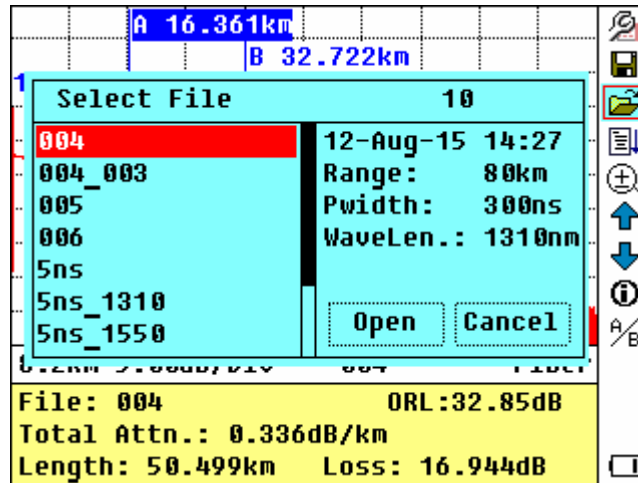 A 16.361km
B 32.722km
Select File 10
004
004_003
005
006
5ns
5ns_1310
5ns_1550
12-Aug-15 14:27
Range: 80km
Pwidth: 300ns
WaveLen.: 1310nm
Open Cancel
File: 004 ORL:32.85dB
Total Attn.: 0.336dB/km
Length: 50.499km Loss: 16.944dB
A/B